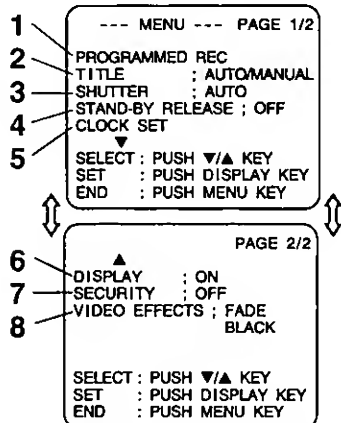 --- MENU --- PAGE 1/2
1 PROGRAMMED REC
2 TITLE ; AUTO/MANUAL
3 SHUTTER ; AUTO
4 STAND-BY RELEASE ; OFF
5 CLOCK SET
▼
SELECT : PUSH ▼/▲ KEY
SET : PUSH DISPLAY KEY
END : PUSH MENU KEY
PAGE 2/2
▲
6 DISPLAY ; ON
7 SECURITY ; OFF
8 VIDEO EFFECTS ; FADE
BLACK
SELECT : PUSH ▼/▲ KEY
SET : PUSH DISPLAY KEY
END : PUSH MENU KEY